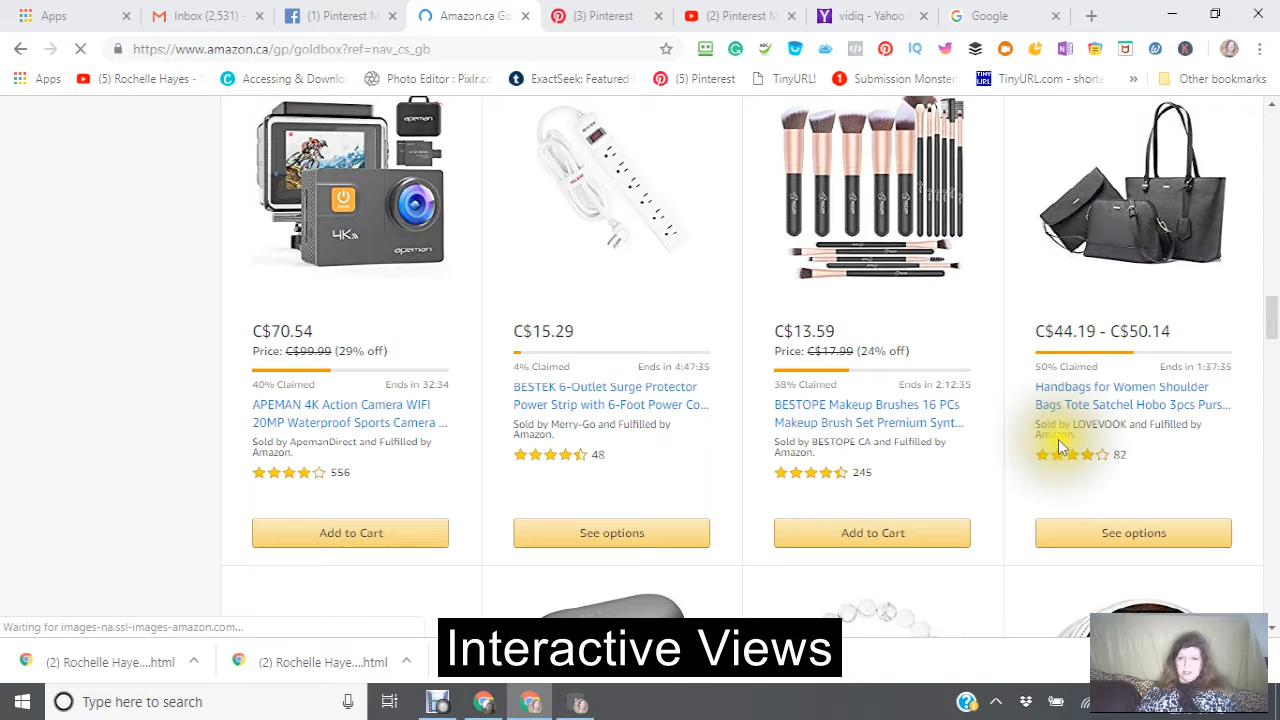 Apps
Inbox (2,531) -
(1) Pinterest M
Amazon.ca Go
(3) Pinterest
(2) Pinterest M
vidiq - Yahoo
Google
https://www.amazon.ca/gp/goldbox?ref=nav_cs_gb
Apps
(5) Rochelle Hayes -
Accessing & Downlo
Photo Editor : Pixlr.c
ExactSeek: Featured
(5) Pinterest
TinyURL!
Submission Monster
TinyURL.com - shorte
Other bookmarks
4K
apeman
apeman
C$70.54
Price: C$99.99 (29% off)
40% Claimed Ends in 32:34
APEMAN 4K Action Camera WIFI
20MP Waterproof Sports Camera ...
Sold by ApemanDirect and Fulfilled by
Amazon.
556
Add to Cart
C$15.29
4% Claimed Ends in 4:47:35
BESTEK 6-Outlet Surge Protector
Power Strip with 6-Foot Power Co...
Sold by Merry-Go and Fulfilled by
Amazon.
48
See options
C$13.59
Price: C$17.99 (24% off)
38% Claimed Ends in 2:12:35
BESTOPE Makeup Brushes 16 PCs
Makeup Brush Set Premium Synt...
Sold by BESTOPE CA and Fulfilled by
Amazon.
245
Add to Cart
C$44.19 - C$50.14
50% Claimed Ends in 1:37:35
Handbags for Women Shoulder
Bags Tote Satchel Hobo 3pcs Purs...
Sold by LOVEVOOK and Fulfilled by
Amazon.
82
See options
Waiting for images-na.ssl-images-amazon.com...
Interactive Views
(2) Rochelle Haye....html
(2) Rochelle Haye....html
Type here to search